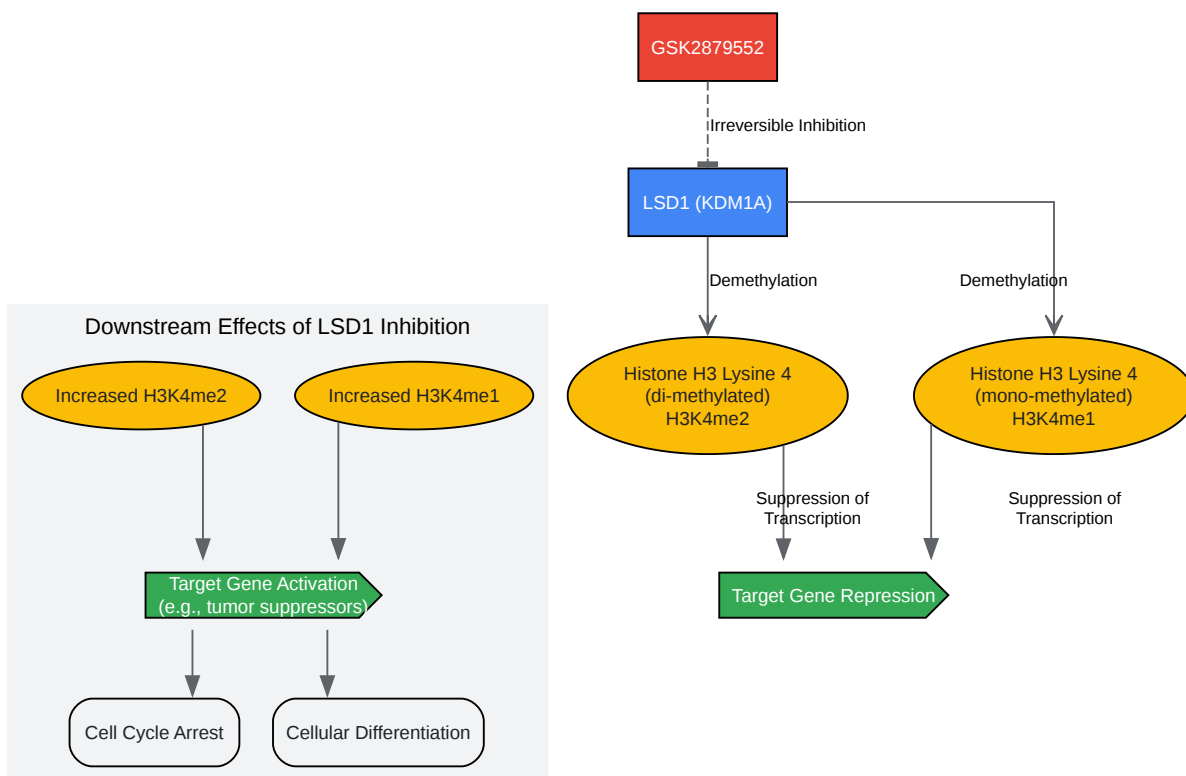 GSK2879552
Irreversible Inhibition
LSD1 (KDM1A)
Demethylation
Demethylation
Histone H3 Lysine 4
(di-methylated)
H3K4me2
Histone H3 Lysine 4
(mono-methylated)
H3K4me1
Suppression of
Transcription
Suppression of
Transcription
Target Gene Repression
Downstream Effects of LSD1 Inhibition
Increased H3K4me2
Increased H3K4me1
Target Gene Activation
(e.g., tumor suppressors)
Cell Cycle Arrest
Cellular Differentiation